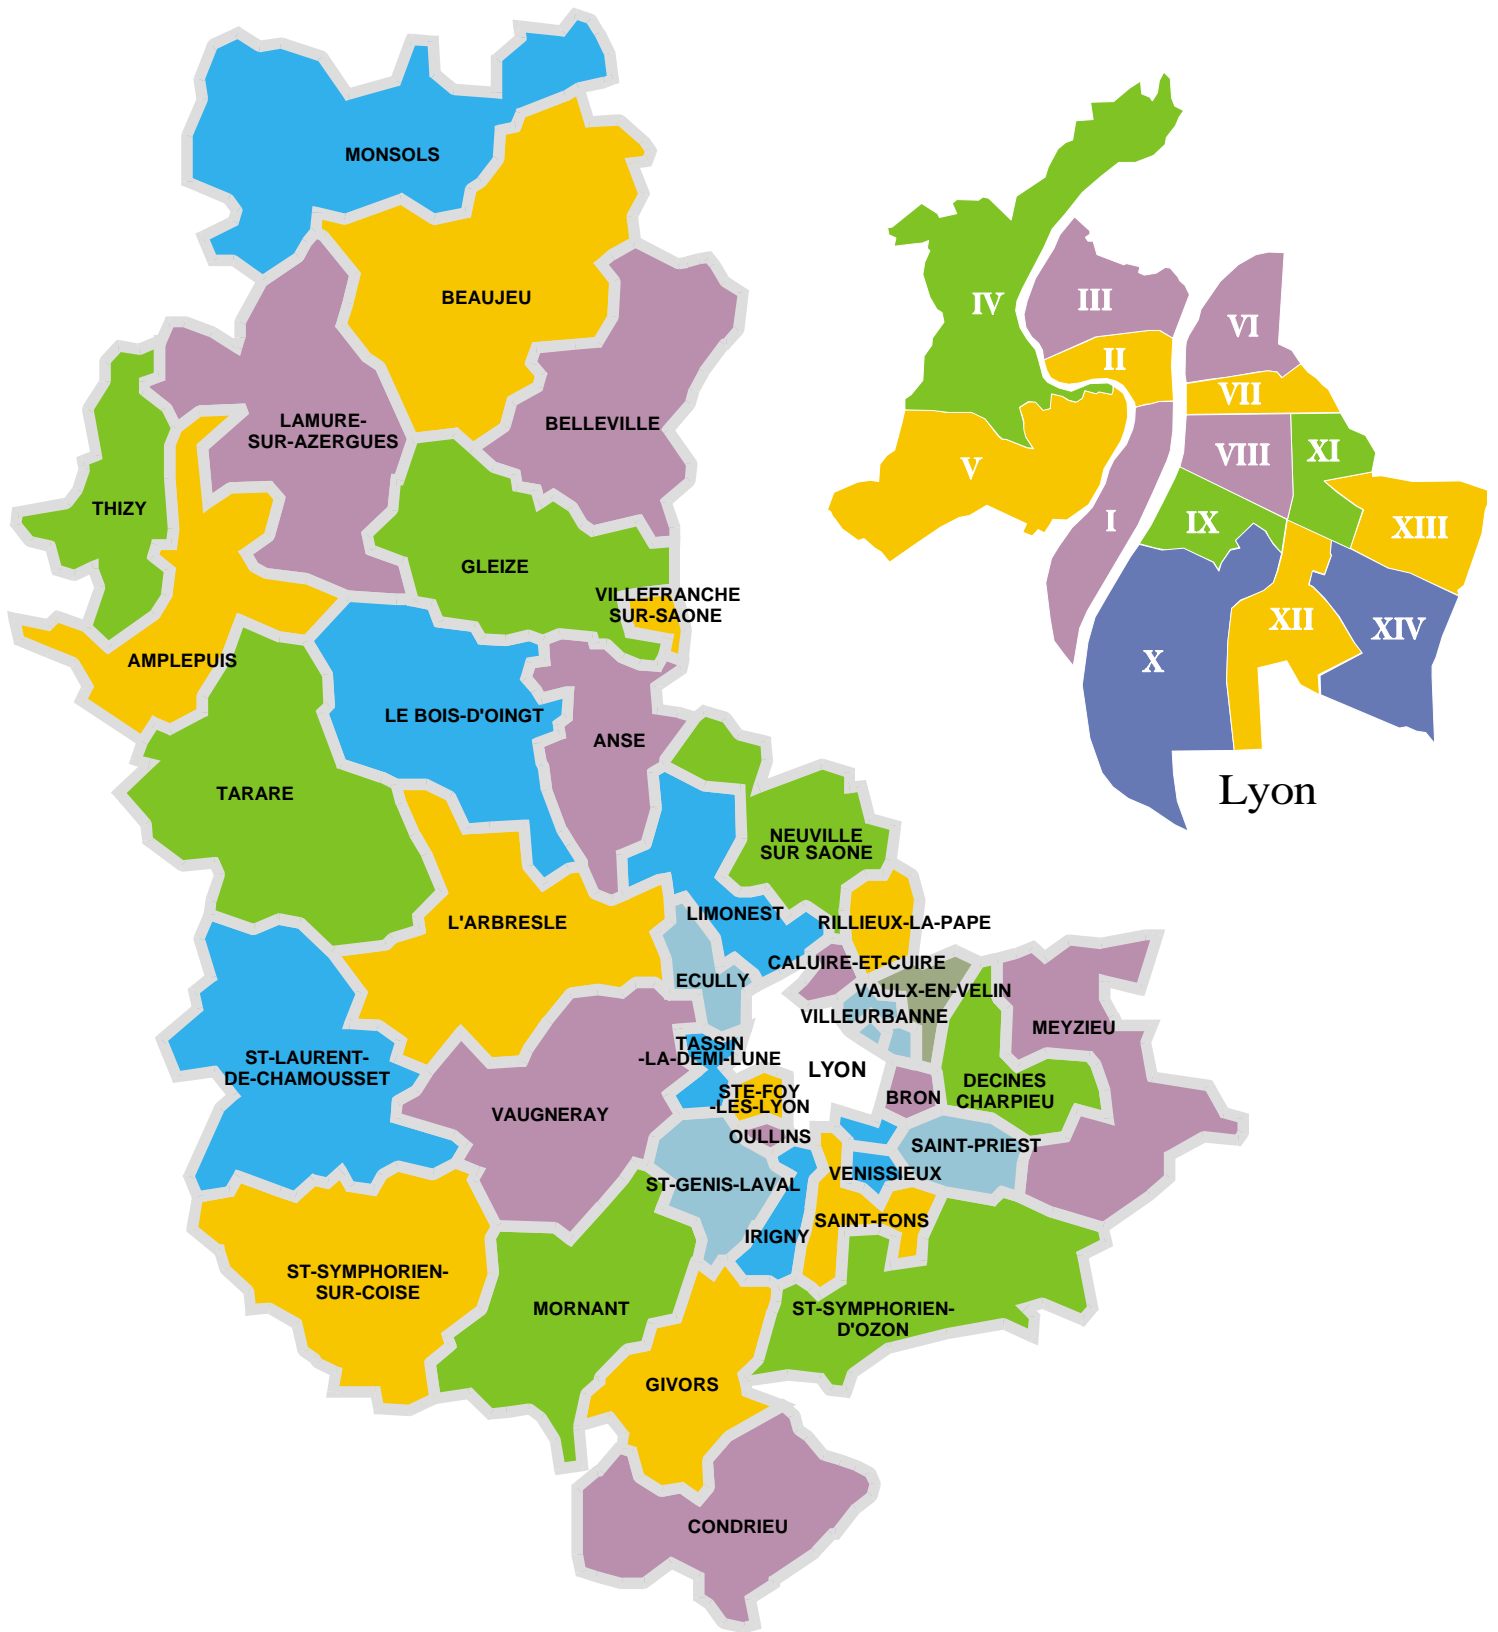 MONSOLS
BEAUJEU
BELLEVILLE
LAMURE-
SUR-AZERGUES
THIZY
GLEIZE
VILLEFRANCHE
SUR-SAONE
AMPLEPUIS
LE BOIS-D'OINGT
ANSE
TARARE
NEUVILLE
SUR SAONE
L'ARBRESLE
LIMONEST
RILLIEUX-LA-PAPE
CALUIRE-ET-CUIRE
ECULLY
VAULX-EN-VELIN
VILLEURBANNE
MEYZIEU
TASSIN
-LA-DEMI-LUNE
LYON
ST-LAURENT-
DE-CHAMOUSSET
DECINES
CHARPIEU
STE-FOY
-LES-LYON
BRON
VAUGNERAY
OULLINS
SAINT-PRIEST
VENISSIEUX
ST-GENIS-LAVAL
SAINT-FONS
IRIGNY
ST-SYMPHORIEN-
SUR-COISE
MORNANT
ST-SYMPHORIEN-
D'OZON
GIVORS
CONDRIEU
IV
III
VI
II
VII
V
VIII
XI
I
IX
XIII
XII
XIV
X
Lyon